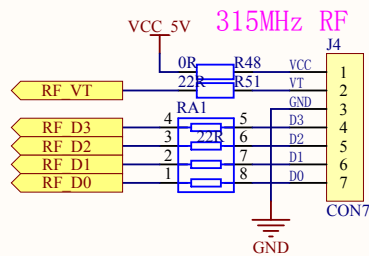 315MHz RF
VCC_5V
J4
0R R48 VCC 1
22R R51 VT 2
RF_VT
GND 3
RA1
RF_D3 4 5 D3 4
RF_D2 3 22R 6 D2 5
RF_D1 2 7 D1 6
RF_D0 1 8 D0 7
CON7
GND